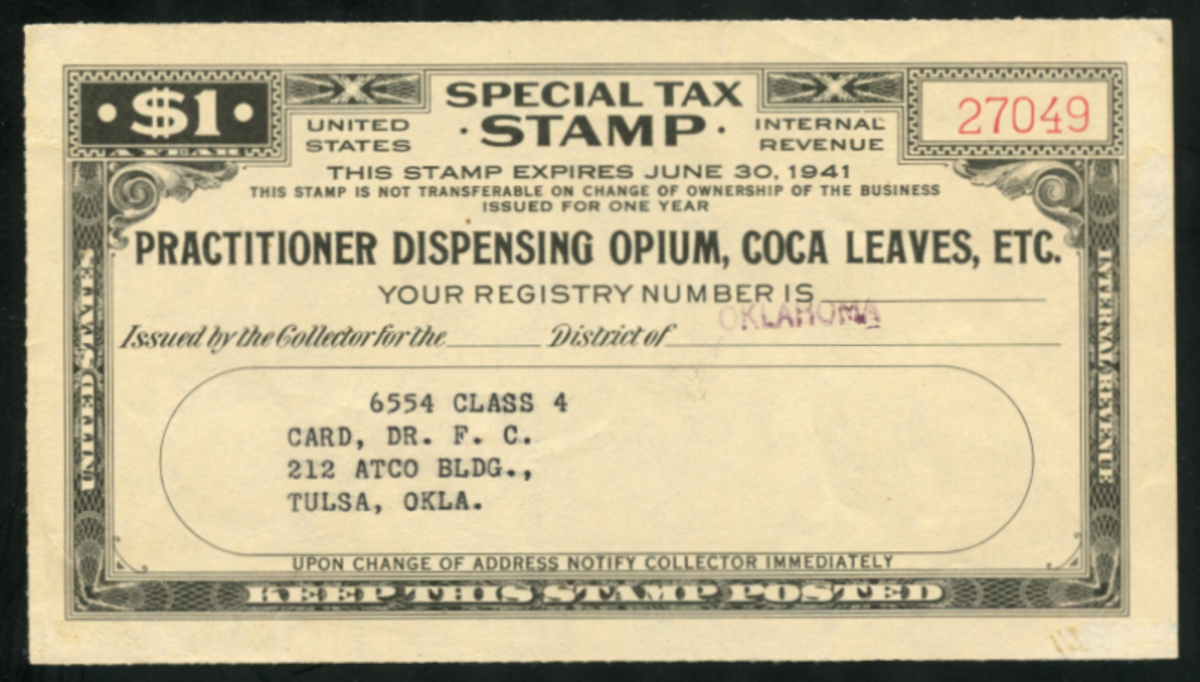 · $1 ·
A YEAR
SPECIAL TAX
· STAMP ·
UNITED
STATES
INTERNAL
REVENUE
27049
THIS STAMP EXPIRES JUNE 30, 1941
THIS STAMP IS NOT TRANSFERABLE ON CHANGE OF OWNERSHIP OF THE BUSINESS
ISSUED FOR ONE YEAR
PRACTITIONER DISPENSING OPIUM, COCA LEAVES, ETC.
YOUR REGISTRY NUMBER IS
OKLAHOMA
Issued by the Collector for the District of
6554 CLASS 4
CARD, DR. F. C.
212 ATCO BLDG.,
TULSA, OKLA.
UPON CHANGE OF ADDRESS NOTIFY COLLECTOR IMMEDIATELY
KEEP THIS STAMP POSTED
UNITED STATES
INTERNAL REVENUE